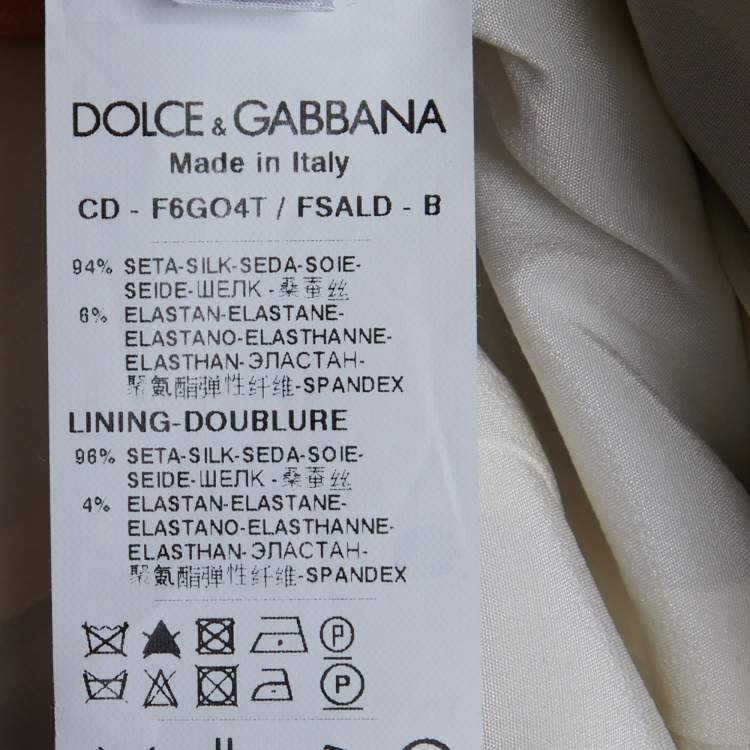 DOLCE & GABBANA
Made in Italy
CD - F6GO4T / FSALD - B
94% SETA-SILK-SEDA-SOIE-
SEIDE-ШЕЛК-桑蚕丝
6% ELASTAN-ELASTANE-
ELASTANO-ELASTHANNE-
ELASTHAN-ЭЛАСТАН-
聚氨酯弹性纤维-SPANDEX
LINING-DOUBLURE
96% SETA-SILK-SEDA-SOIE-
SEIDE-ШЕЛК-桑蚕丝
4% ELASTAN-ELASTANE-
ELASTANO-ELASTHANNE-
ELASTHAN-ЭЛАСТАН-
聚氨酯弹性纤维-SPANDEX
P
P